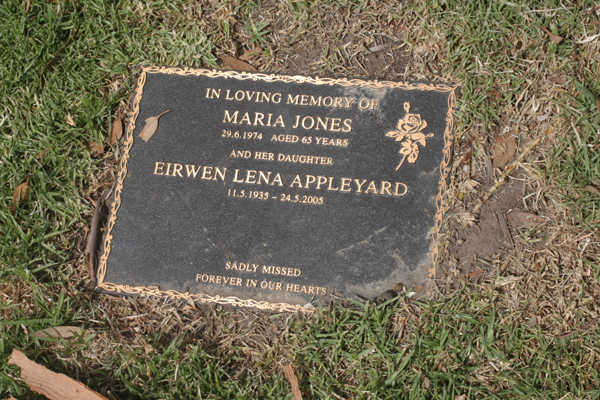 IN LOVING MEMORY OF
MARIA JONES
29.6.1974 AGED 65 YEARS
AND HER DAUGHTER
EIRWEN LENA APPLEYARD
11.5.1935 – 24.5.2005
SADLY MISSED
FOREVER IN OUR HEARTS